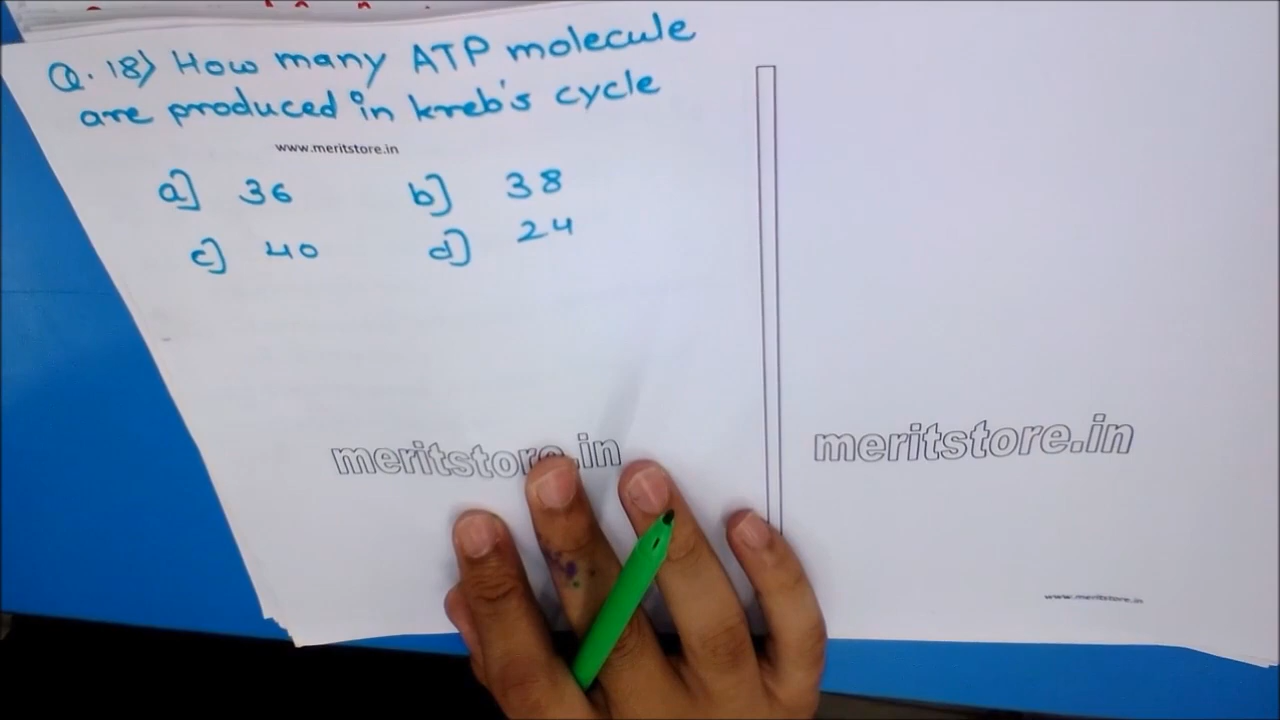 Q. 18) How many ATP molecule
are produced in kreb's cycle
www.meritstore.in
a] 36 b] 38
c] 40 d] 24
meritstore.in meritstore.in
www.meritstore.in